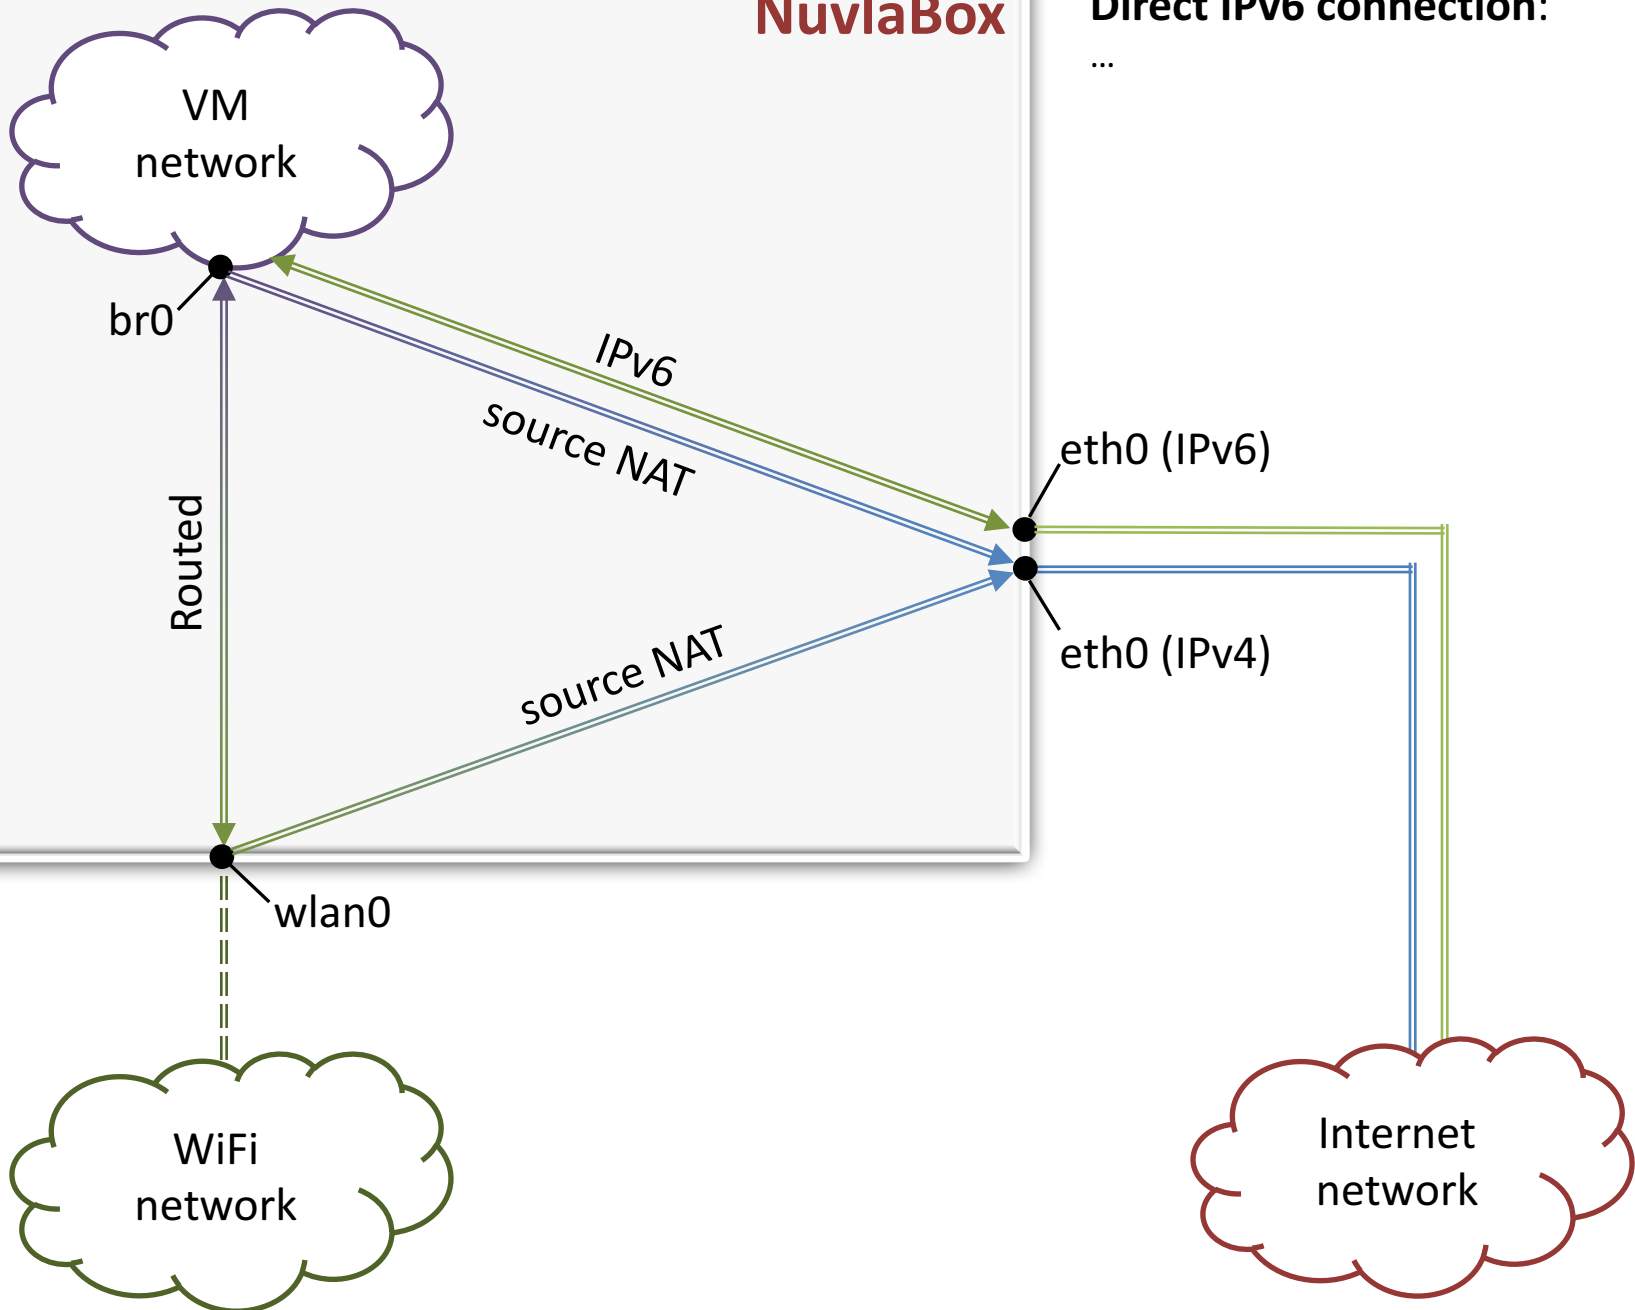 NuvlaBox
Direct IPv6 connection:
...
VM
network
br0
IPv6
source NAT
Routed
eth0 (IPv6)
eth0 (IPv4)
source NAT
wlan0
WiFi
network
Internet
network